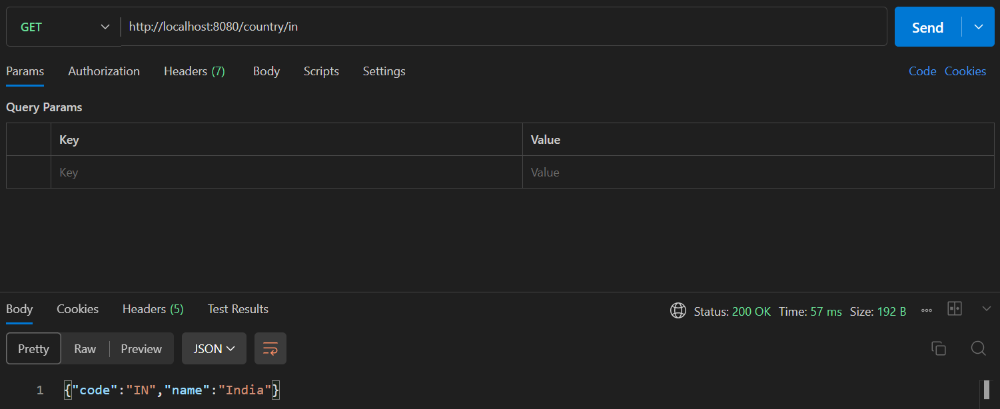 GET http://localhost:8080/country/in Send
Params Authorization Headers (7) Body Scripts Settings Code Cookies
Query Params
Key Value
Key Value
Body Cookies Headers (5) Test Results Status: 200 OK Time: 57 ms Size: 192 B
Pretty Raw Preview JSON
1 {"code":"IN","name":"India"}